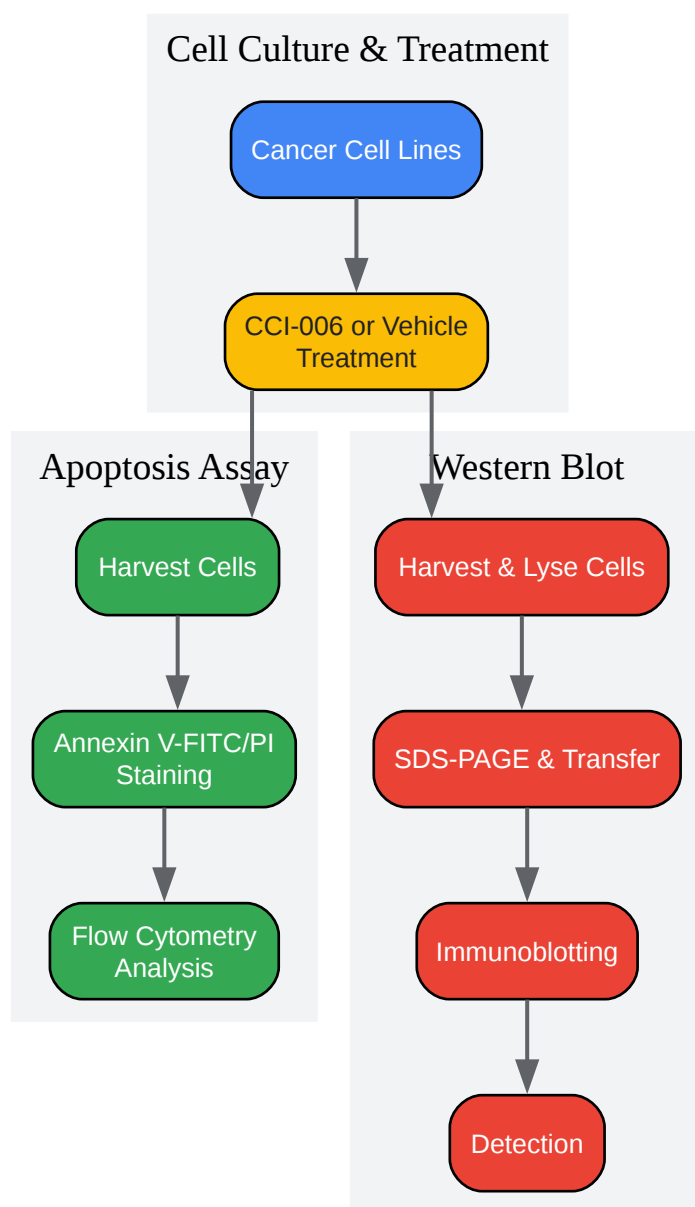 Cell Culture & Treatment
Cancer Cell Lines
CCI-006 or Vehicle
Treatment
Apoptosis Assay
Harvest Cells
Annexin V-FITC/PI
Staining
Flow Cytometry
Analysis
Western Blot
Harvest & Lyse Cells
SDS-PAGE & Transfer
Immunoblotting
Detection